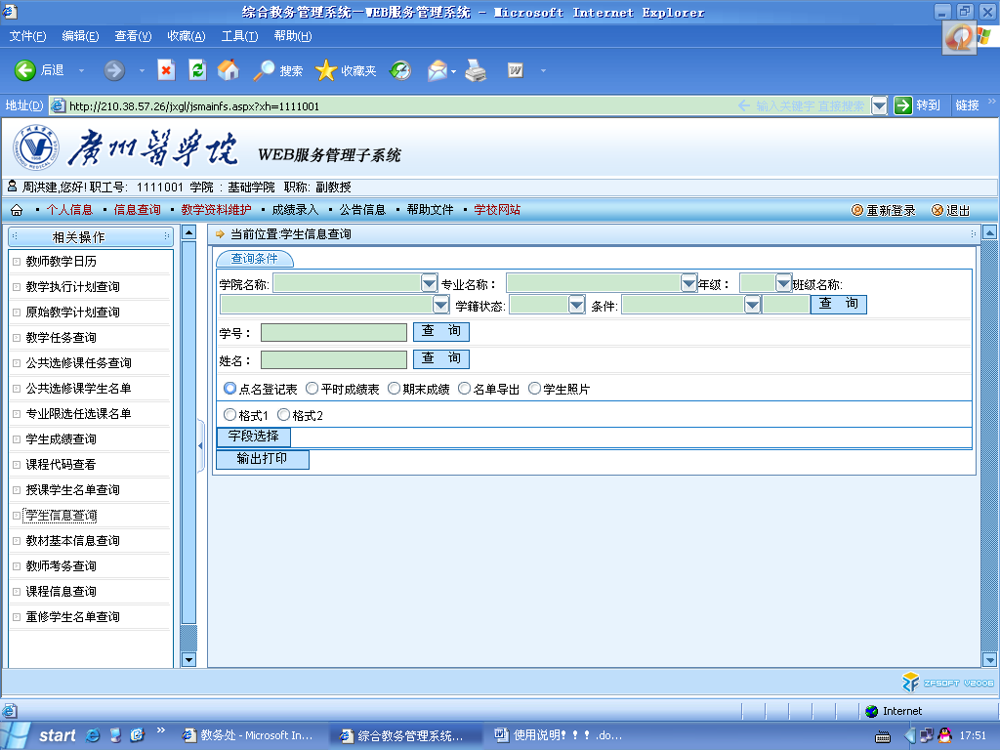 综合教务管理系统—WEB服务管理系统 - Microsoft Internet Explorer
文件(F) 编辑(E) 查看(V) 收藏(A) 工具(T) 帮助(H)
后退 搜索 收藏夹
地址(D) http://210.38.57.26/jxgl/jsmainfs.aspx?xh=1111001 输入关键字 直接搜索 转到 链接
廣州醫學院 WEB服务管理子系统
周洪建,您好! 职工号: 1111001 学院 : 基础学院 职称: 副教授
个人信息 信息查询 教学资料维护 成绩录入 公告信息 帮助文件 学校网站 重新登录 退出
相关操作
教师教学日历
教学执行计划查询
原始教学计划查询
教学任务查询
公共选修课任务查询
公共选修课学生名单
专业限选任选课名单
学生成绩查询
课程代码查看
授课学生名单查询
学生信息查询
教材基本信息查询
教师考务查询
课程信息查询
重修学生名单查询
当前位置:学生信息查询
查询条件
学院名称: 专业名称： 年级： 班级名称:
学籍状态: 条件: 查 询
学号： 查 询
姓名： 查 询
点名登记表 平时成绩表 期末成绩 名单导出 学生照片
格式1 格式2
字段选择
输出打印
ZFSOFT V2006
Internet
start 教务处 - Microsoft In... 综合教务管理系统... 使用说明！！！.do... 17:51